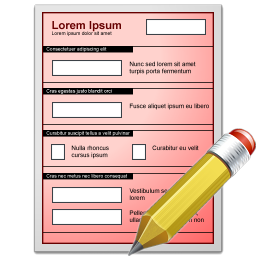 Lorem Ipsum
Lorem ipsum dolor sit amet
Consectetuer adipiscing elit
Nunc sed lorem sit amet
turpis porta fermentum
Cras egestas justo blandit orci
Fusce aliquet ipsum eu libero
Curabitur suscipit tellus a velit pulvinar
Nulla rhoncus
cursus ipsum
Curabitur eu velit
Cras nec metus nec libero consequat
Vestibulum
lorem
non